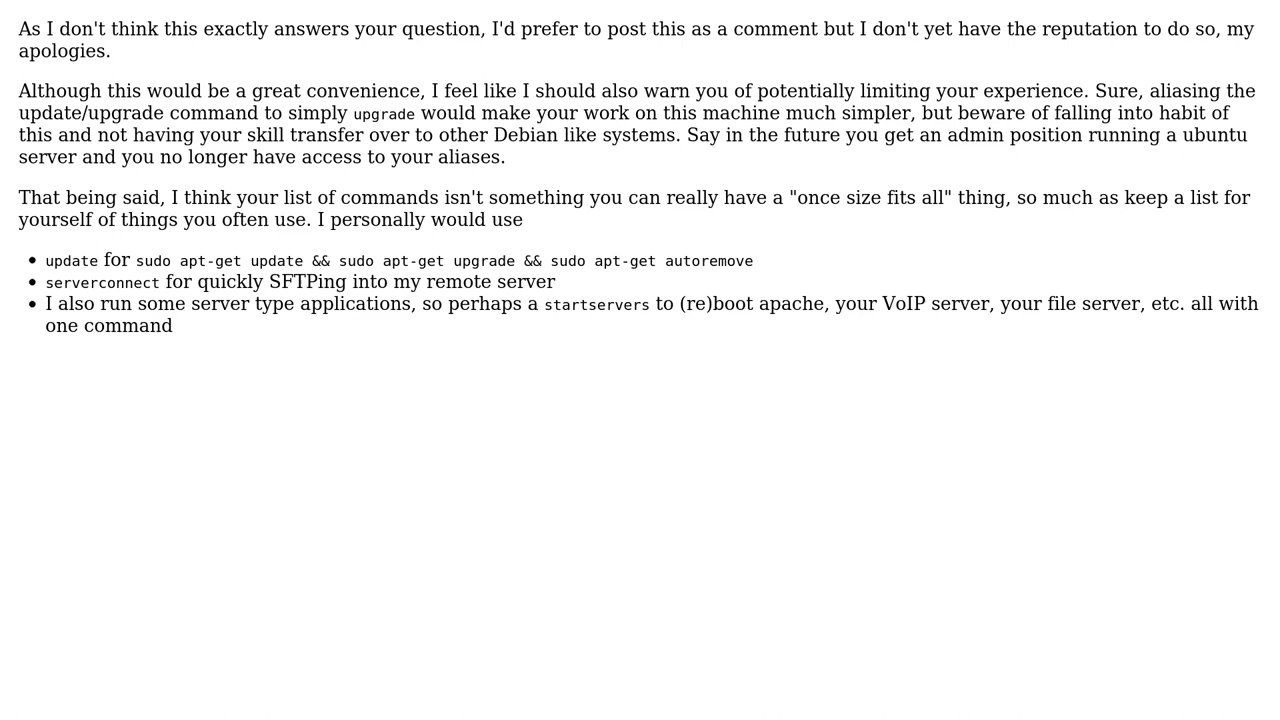 As I don't think this exactly answers your question, I'd prefer to post this as a comment but I don't yet have the reputation to do so, my
apologies.
Although this would be a great convenience, I feel like I should also warn you of potentially limiting your experience. Sure, aliasing the
update/upgrade command to simply upgrade would make your work on this machine much simpler, but beware of falling into habit of
this and not having your skill transfer over to other Debian like systems. Say in the future you get an admin position running a ubuntu
server and you no longer have access to your aliases.
That being said, I think your list of commands isn't something you can really have a "once size fits all" thing, so much as keep a list for
yourself of things you often use. I personally would use
• update for sudo apt-get update && sudo apt-get upgrade && sudo apt-get autoremove
• serverconnect for quickly SFTPing into my remote server
• I also run some server type applications, so perhaps a startservers to (re)boot apache, your VoIP server, your file server, etc. all with
one command